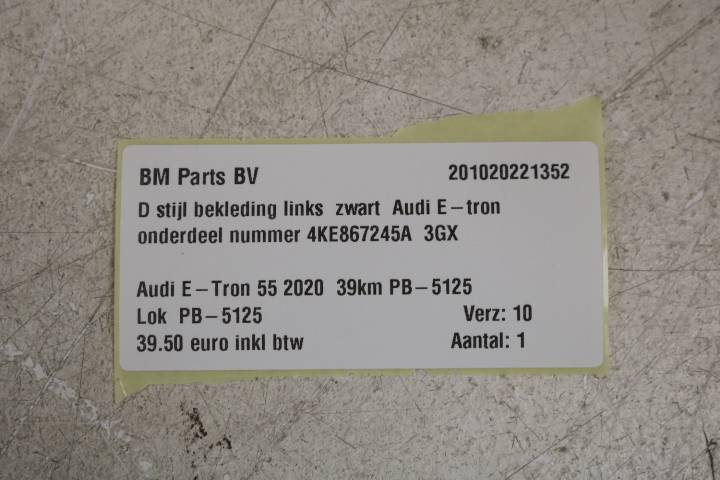 BM Parts BV 201020221352
D stijl bekleding links zwart Audi E-tron
onderdeel nummer 4KE867245A 3GX
Audi E-Tron 55 2020 39km PB-5125
Lok PB-5125 Verz: 10
39.50 euro inkl btw Aantal: 1